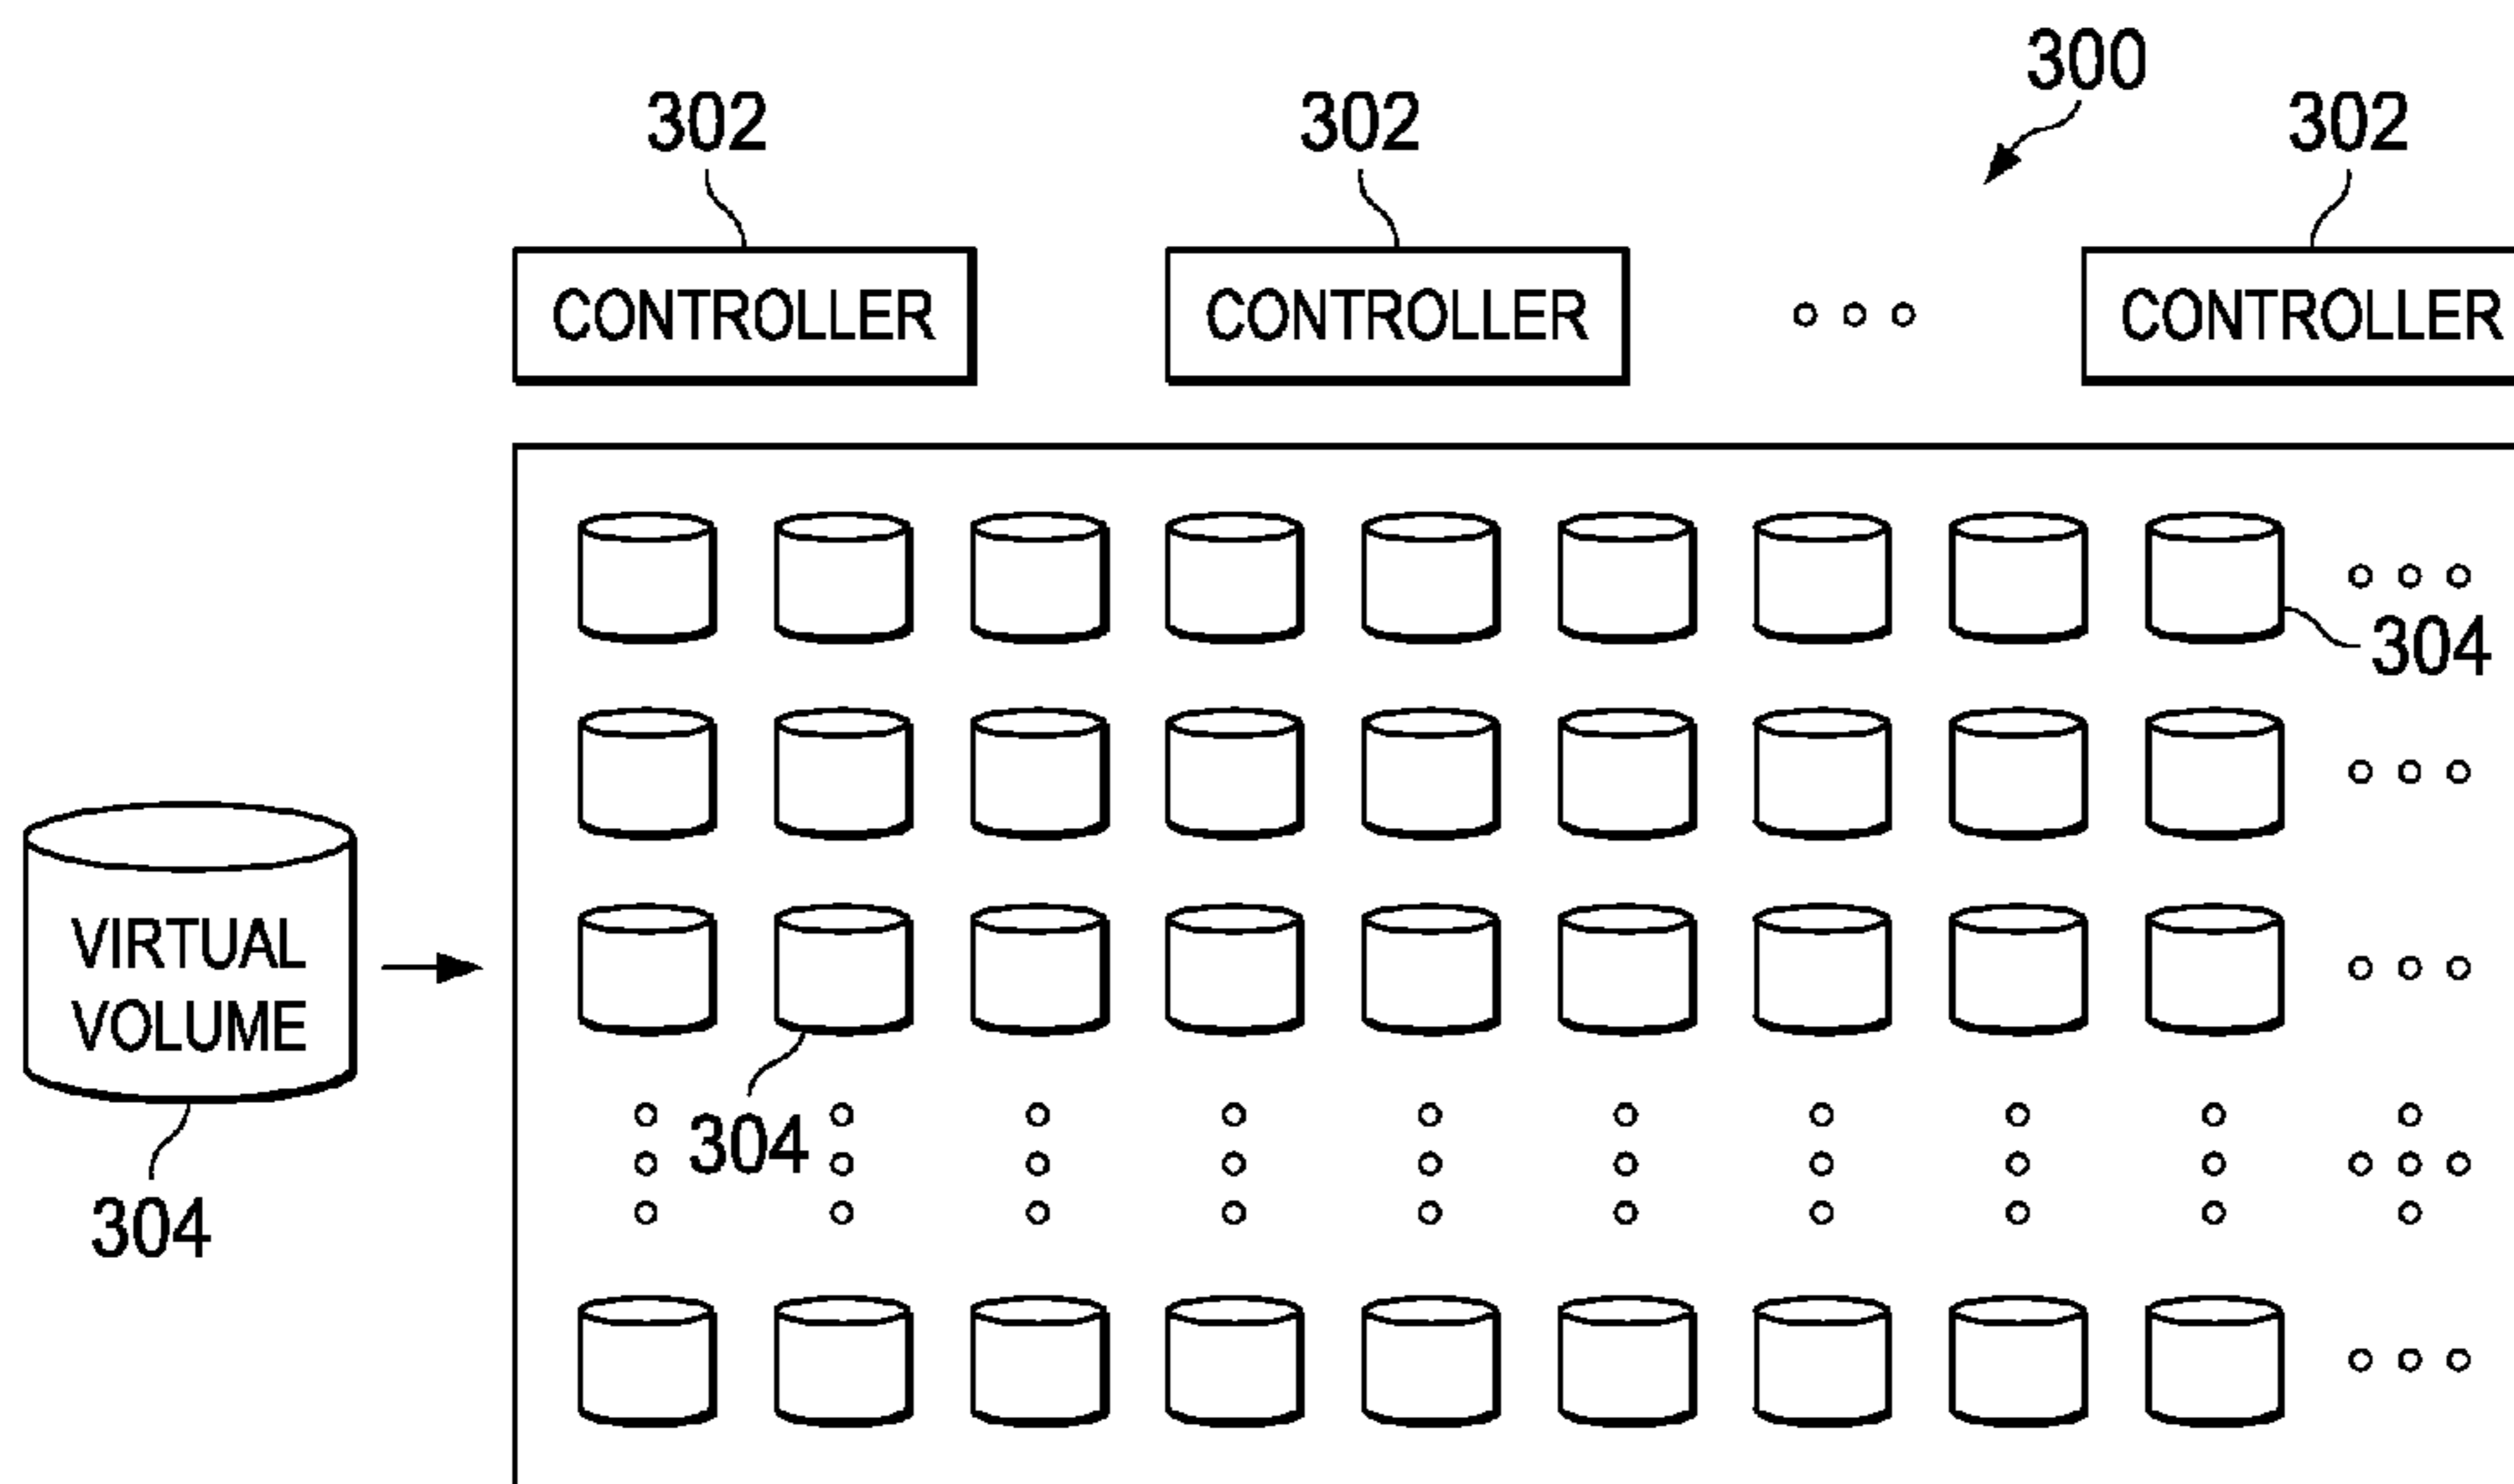 300
302 302 302
CONTROLLER CONTROLLER CONTROLLER
304
VIRTUAL
VOLUME
304
304